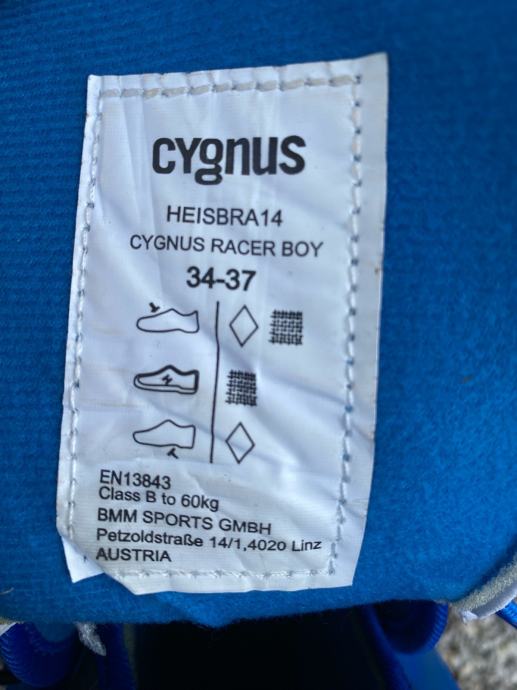 cygnus
HEISBRA14
CYGNUS RACER BOY
34-37
EN13843
Class B to 60kg
BMM SPORTS GMBH
Petzoldstraße 14/1,4020 Linz
AUSTRIA